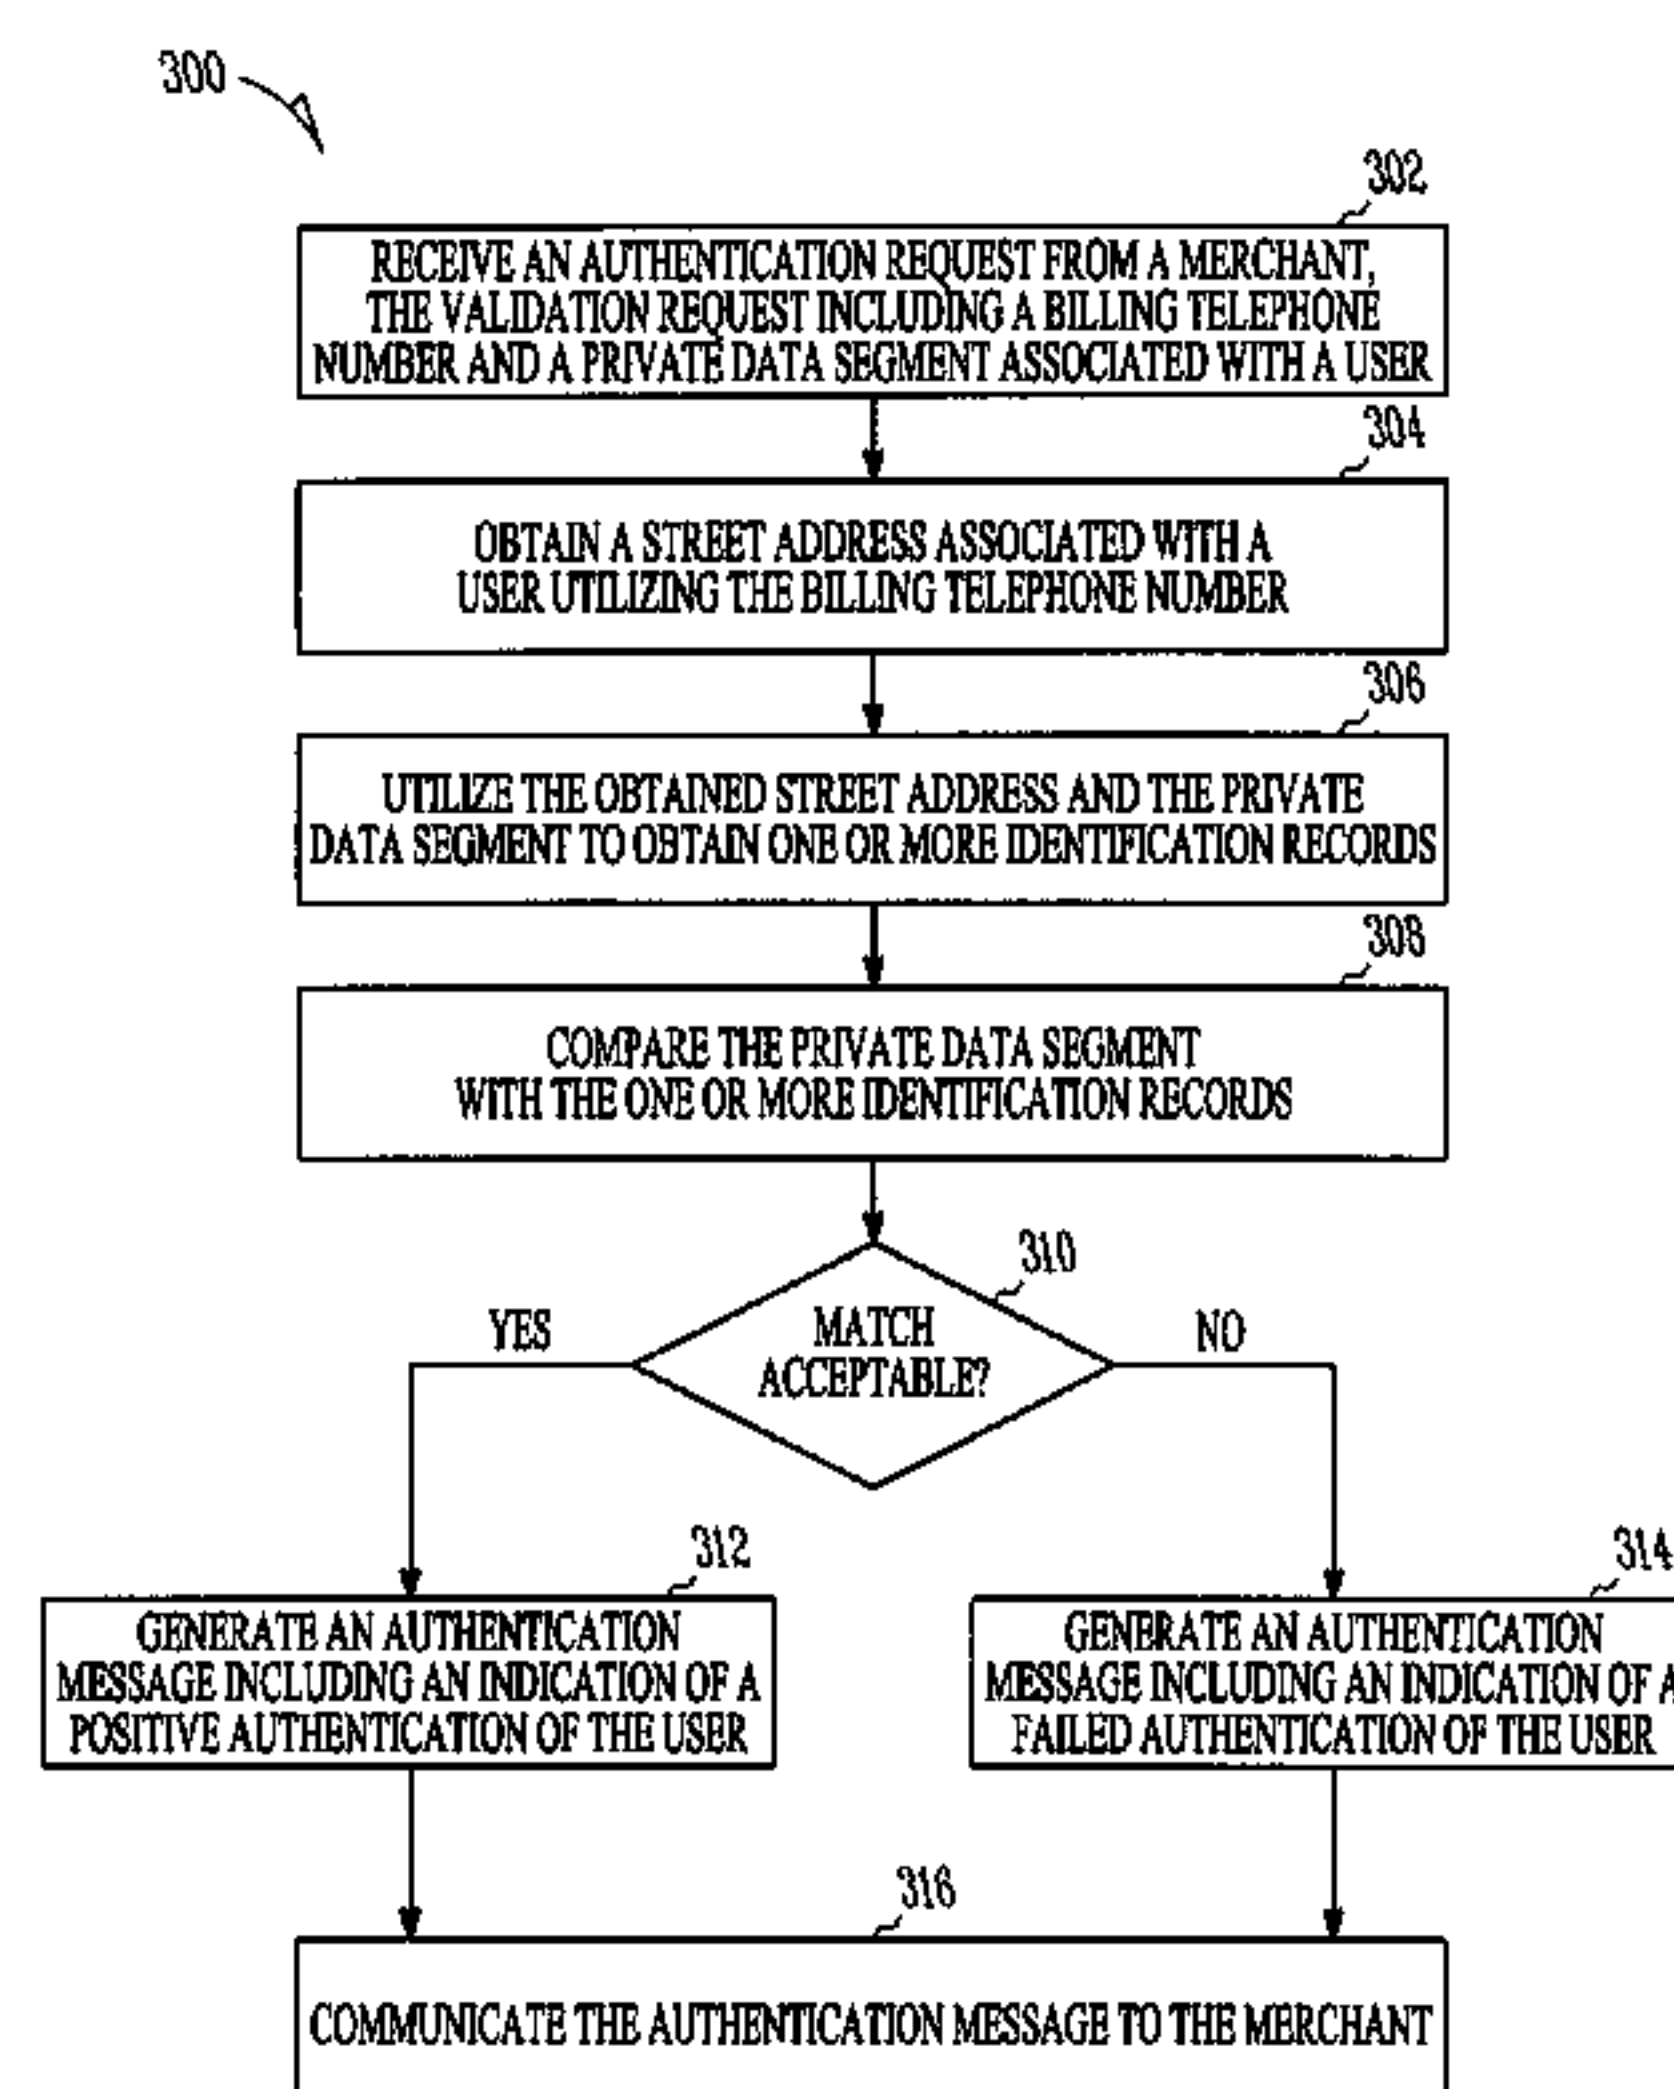 300
302
RECEIVE AN AUTHENTICATION REQUEST FROM A MERCHANT,
THE VALIDATION REQUEST INCLUDING A BILLING TELEPHONE
NUMBER AND A PRIVATE DATA SEGMENT ASSOCIATED WITH A USER
304
OBTAIN A STREET ADDRESS ASSOCIATED WITH A
USER UTILIZING THE BILLING TELEPHONE NUMBER
306
UTILIZE THE OBTAINED STREET ADDRESS AND THE PRIVATE
DATA SEGMENT TO OBTAIN ONE OR MORE IDENTIFICATION RECORDS
308
COMPARE THE PRIVATE DATA SEGMENT
WITH THE ONE OR MORE IDENTIFICATION RECORDS
310
MATCH
ACCEPTABLE?
YES
NO
312
GENERATE AN AUTHENTICATION
MESSAGE INCLUDING AN INDICATION OF A
POSITIVE AUTHENTICATION OF THE USER
314
GENERATE AN AUTHENTICATION
MESSAGE INCLUDING AN INDICATION OF A
FAILED AUTHENTICATION OF THE USER
316
COMMUNICATE THE AUTHENTICATION MESSAGE TO THE MERCHANT